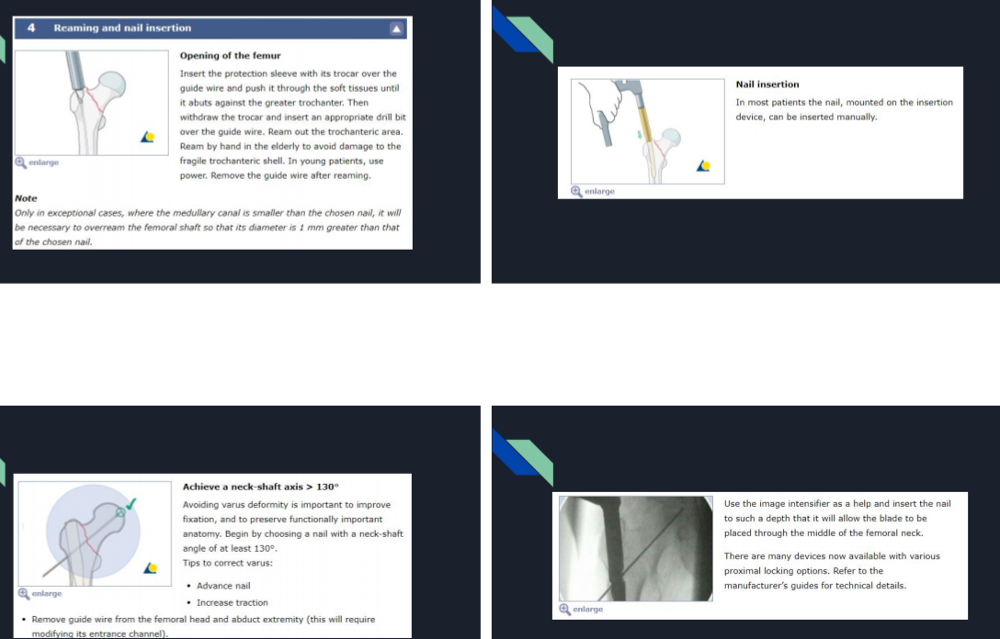 4 Reaming and nail insertion
Opening of the femur
Insert the protection sleeve with its trocar over the
guide wire and push it through the soft tissues until
it abuts against the greater trochanter. Then
withdraw the trocar and insert an appropriate drill bit
over the guide wire. Ream out the trochanteric area.
Ream by hand in the elderly to avoid damage to the
fragile trochanteric shell. In young patients, use
power. Remove the guide wire after reaming.
enlarge
Note
Only in exceptional cases, where the medullary canal is smaller than the chosen nail, it will
be necessary to overream the femoral shaft so that its diameter is 1 mm greater than that
of the chosen nail.
Nail insertion
In most patients the nail, mounted on the insertion
device, can be inserted manually.
enlarge
Achieve a neck-shaft axis > 130°
Avoiding varus deformity is important to improve
fixation, and to preserve functionally important
anatomy. Begin by choosing a nail with a neck-shaft
angle of at least 130°.
Tips to correct varus:
• Advance nail
• Increase traction
enlarge
• Remove guide wire from the femoral head and abduct extremity (this will require
modifying its entrance channel).
Use the image intensifier as a help and insert the nail
to such a depth that it will allow the blade to be
placed through the middle of the femoral neck.
There are many devices now available with various
proximal locking options. Refer to the
manufacturer's guides for technical details.
enlarge